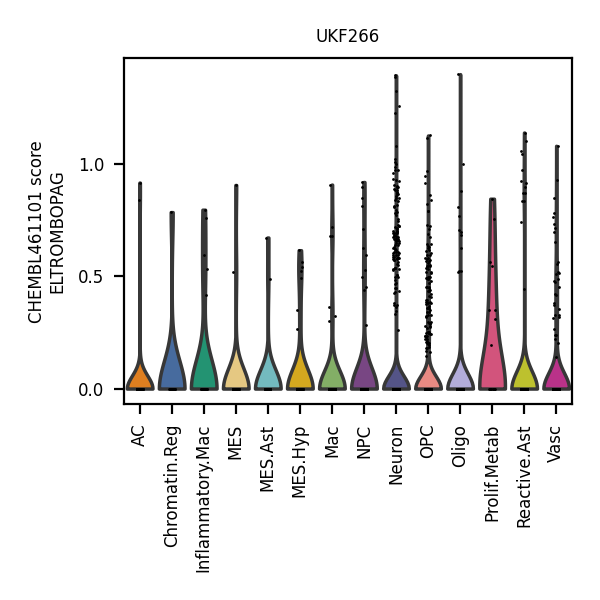 UKF266
CHEMBL461101 score
ELTROMBOPAG
1.0
0.5
0.0
AC
Chromatin.Reg
Inflammatory.Mac
MES
MES.Ast
MES.Hyp
Mac
NPC
Neuron
OPC
Oligo
Prolif.Metab
Reactive.Ast
Vasc